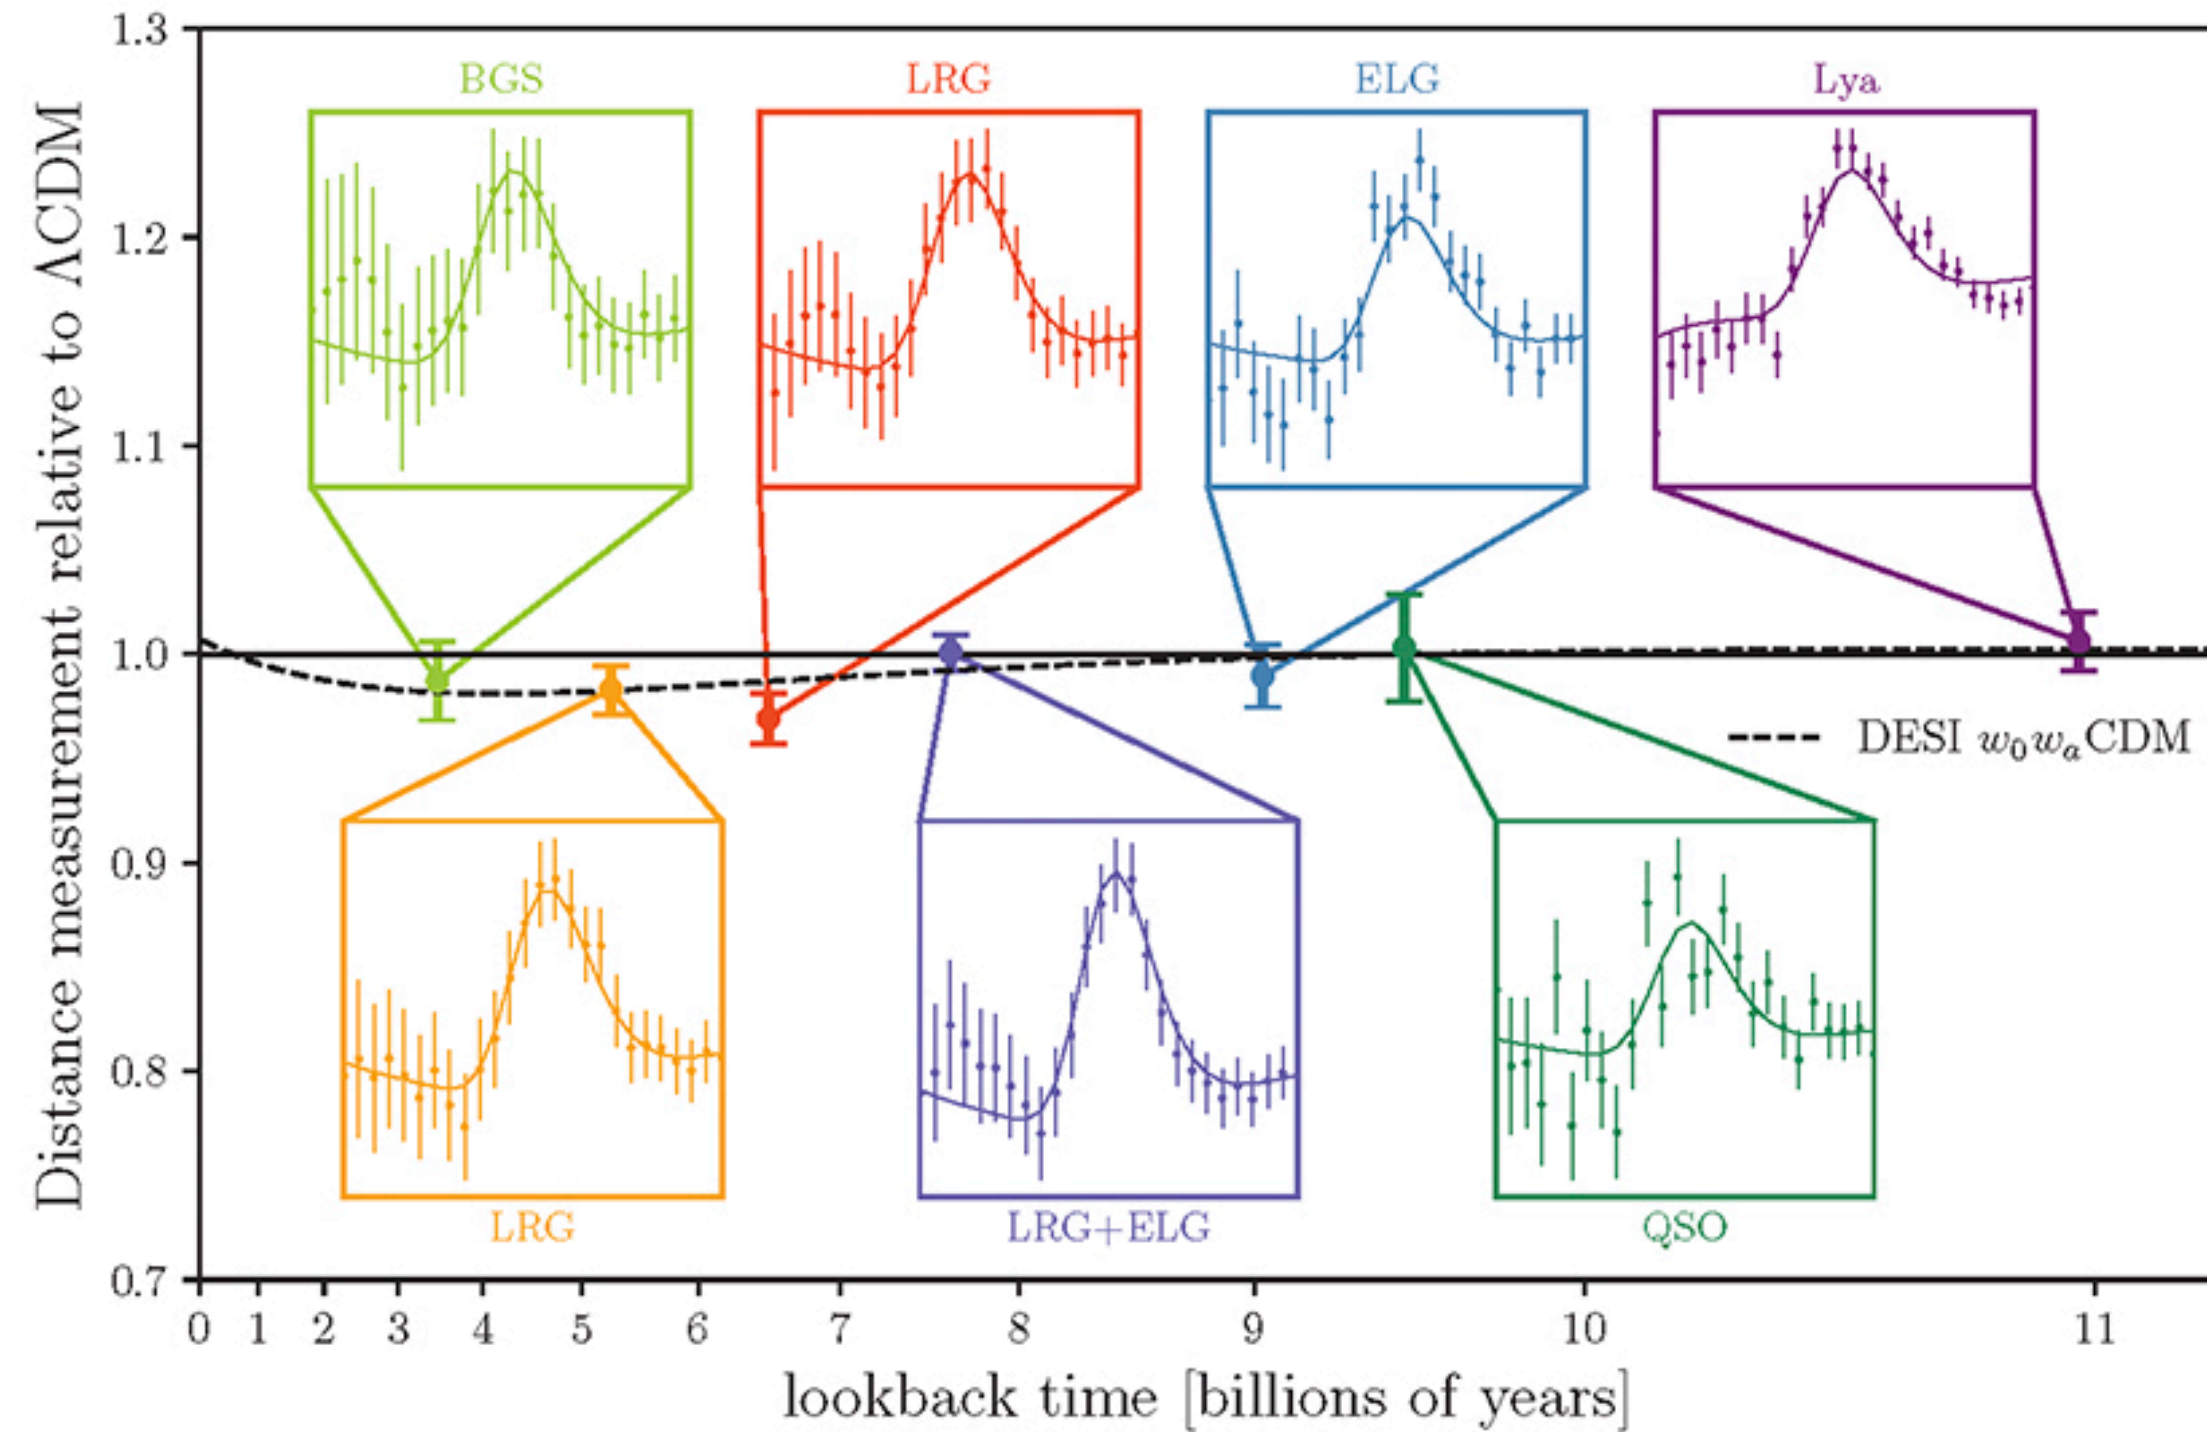 Distance measurement relative to ΛCDM
1.3
1.2
1.1
1.0
0.9
0.8
0.7
BGS
LRG
ELG
Lya
DESI w₀wₐCDM
LRG
LRG+ELG
QSO
0 1 2 3 4 5 6 7 8 9 10 11
lookback time [billions of years]